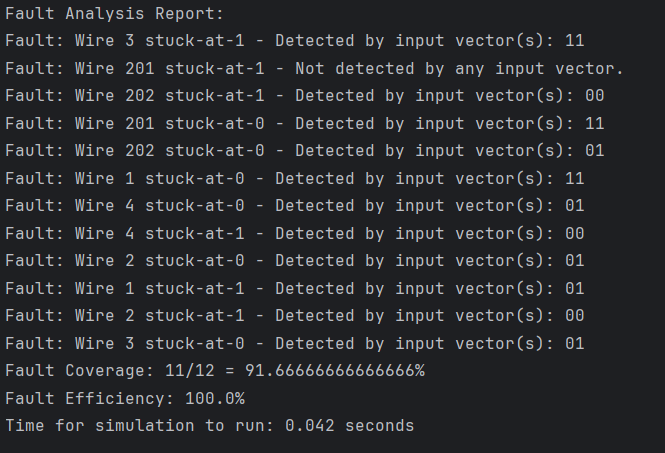 Fault Analysis Report:
Fault: Wire 3 stuck-at-1 - Detected by input vector(s): 11
Fault: Wire 201 stuck-at-1 - Not detected by any input vector.
Fault: Wire 202 stuck-at-1 - Detected by input vector(s): 00
Fault: Wire 201 stuck-at-0 - Detected by input vector(s): 11
Fault: Wire 202 stuck-at-0 - Detected by input vector(s): 01
Fault: Wire 1 stuck-at-0 - Detected by input vector(s): 11
Fault: Wire 4 stuck-at-0 - Detected by input vector(s): 01
Fault: Wire 4 stuck-at-1 - Detected by input vector(s): 00
Fault: Wire 2 stuck-at-0 - Detected by input vector(s): 01
Fault: Wire 1 stuck-at-1 - Detected by input vector(s): 01
Fault: Wire 2 stuck-at-1 - Detected by input vector(s): 00
Fault: Wire 3 stuck-at-0 - Detected by input vector(s): 01
Fault Coverage: 11/12 = 91.66666666666666%
Fault Efficiency: 100.0%
Time for simulation to run: 0.042 seconds